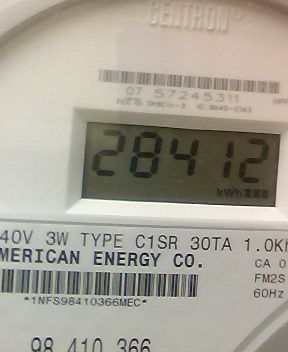 CENTRON®
07 57245311
28412
kWh
40V 3W TYPE C1SR 30TA 1.0K
MERICAN ENERGY CO.
CA 0
FM2S
60Hz
*1NFS98410366MEC*
98 410 366